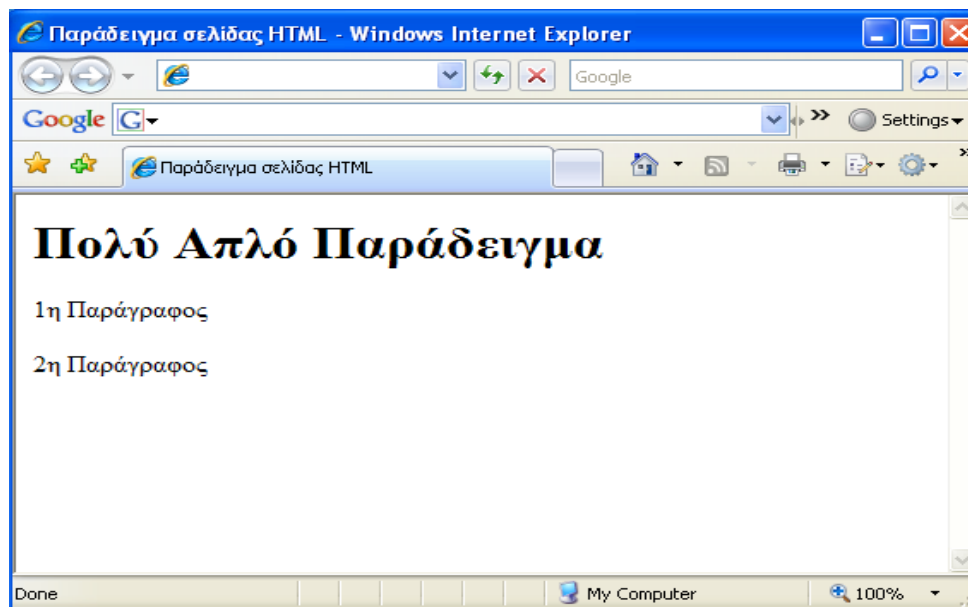 Παράδειγμα σελίδας HTML - Windows Internet Explorer
Google
Google G Settings
Παράδειγμα σελίδας HTML
Πολύ Απλό Παράδειγμα
1η Παράγραφος
2η Παράγραφος
Done My Computer 100%